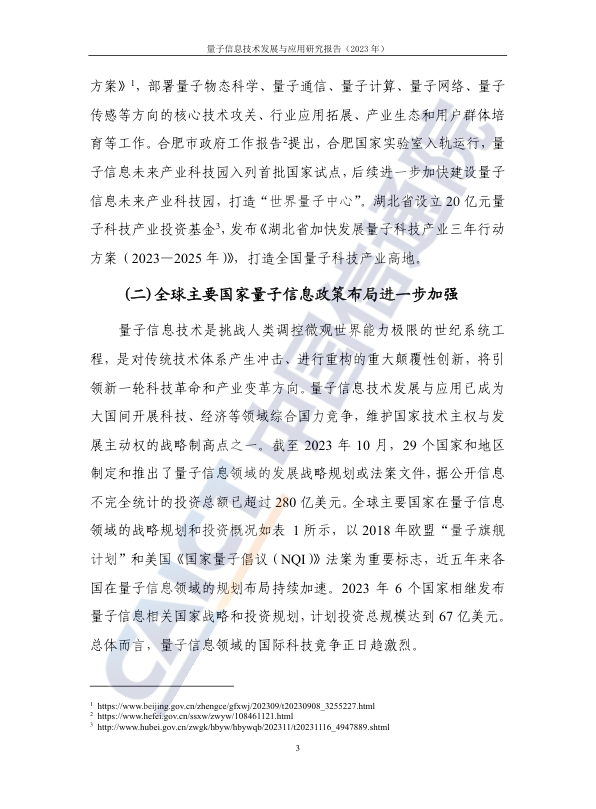 量子信息技术发展与应用研究报告（2023 年）
方案》1，部署量子物态科学、量子通信、量子计算、量子网络、量子
传感等方向的核心技术攻关、行业应用拓展、产业生态和用户群体培
育等工作。合肥市政府工作报告2提出，合肥国家实验室入轨运行，量
子信息未来产业科技园入列首批国家试点，后续进一步加快建设量子
信息未来产业科技园，打造“世界量子中心”。湖北省设立 20 亿元量
子科技产业投资基金3，发布《湖北省加快发展量子科技产业三年行动
方案（2023—2025 年）》，打造全国量子科技产业高地。
（二）全球主要国家量子信息政策布局进一步加强
量子信息技术是挑战人类调控微观世界能力极限的世纪系统工
程，是对传统技术体系产生冲击、进行重构的重大颠覆性创新，将引
领新一轮科技革命和产业变革方向。量子信息技术发展与应用已成为
大国间开展科技、经济等领域综合国力竞争，维护国家技术主权与发
展主动权的战略制高点之一。截至 2023 年 10 月，29 个国家和地区
制定和推出了量子信息领域的发展战略规划或法案文件，据公开信息
不完全统计的投资总额已超过 280 亿美元。全球主要国家在量子信息
领域的战略规划和投资概况如表 1 所示，以 2018 年欧盟“量子旗舰
计划”和美国《国家量子倡议（NQI）》法案为重要标志，近五年来各
国在量子信息领域的规划布局持续加速。2023 年 6 个国家相继发布
量子信息相关国家战略和投资规划，计划投资总规模达到 67 亿美元。
总体而言，量子信息领域的国际科技竞争正日趋激烈。
1 https://www.beijing.gov.cn/zhengce/gfxwj/202309/t20230908_3255227.html
2 https://www.hefei.gov.cn/ssxw/zwyw/108461121.html
3 http://www.hubei.gov.cn/zwgk/hbyw/hbywqb/202311/t20231116_4947889.shtml
3
CAICT 中国信通院